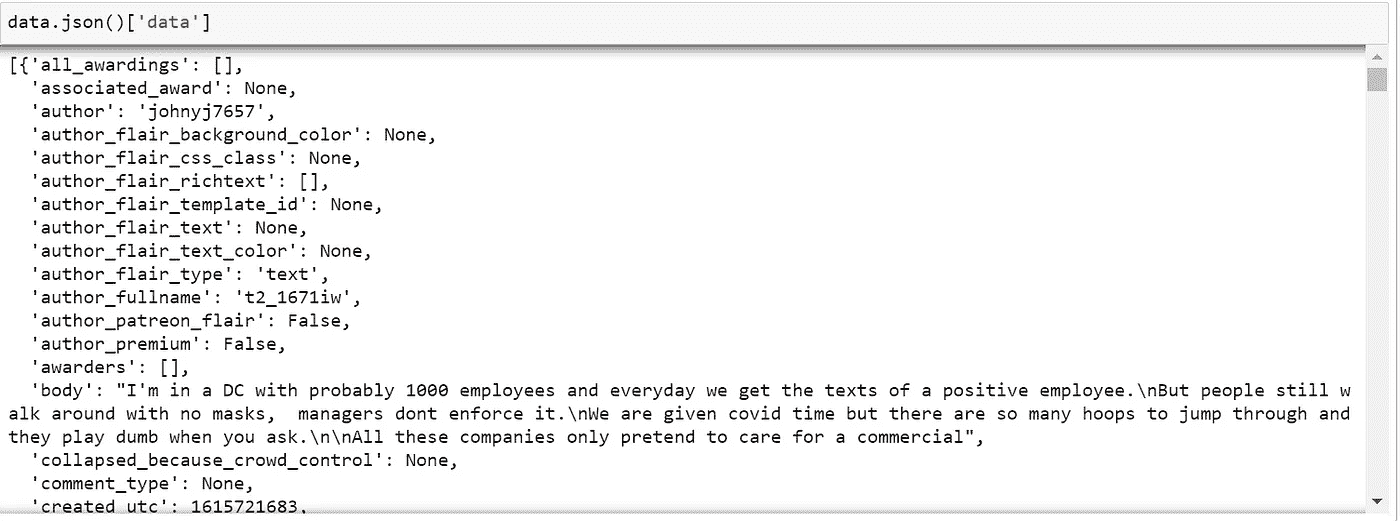 data.json()['data']
[{'all_awardings': [],
'associated_award': None,
'author': 'johnyj7657',
'author_flair_background_color': None,
'author_flair_css_class': None,
'author_flair_richtext': [],
'author_flair_template_id': None,
'author_flair_text': None,
'author_flair_text_color': None,
'author_flair_type': 'text',
'author_fullname': 't2_1671iw',
'author_patreon_flair': False,
'author_premium': False,
'awarders': [],
'body': "I'm in a DC with probably 1000 employees and everyday we get the texts of a positive employee.\nBut people still w
alk around with no masks,  managers dont enforce it.\nWe are given covid time but there are so many hoops to jump through and
they play dumb when you ask.\n\nAll these companies only pretend to care for a commercial",
'collapsed_because_crowd_control': None,
'comment_type': None,
'created_utc': 1615721683,